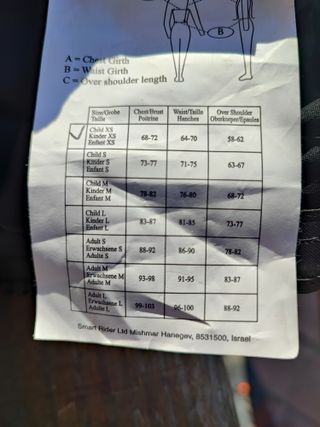 B
A = Chest Girth
B = Waist Girth
C = Over shoulder length
Size/Grobe Taille Chest/Brust Poitrine Waist/Taille Hanches Over Shoulder Oberkorper/Epaules
Child XS Kinder XS Enfant XS 68-72 64-70 58-62
Child S Kinder S Enfant S 73-77 71-75 63-67
Child M Kinder M Enfant M 78-82 76-80 68-72
Child L Kinder L Enfant L 83-87 81-85 73-77
Adult S Erwachsene S Adulte S 88-92 86-90 78-82
Adult M Erwachsene M Adulte M 93-98 91-95 83-87
Adult L Erwachsene L Adulte L 99-103 96-100 88-92
Smart Rider Ltd Mishmar Hanegev, 8531500, Israel